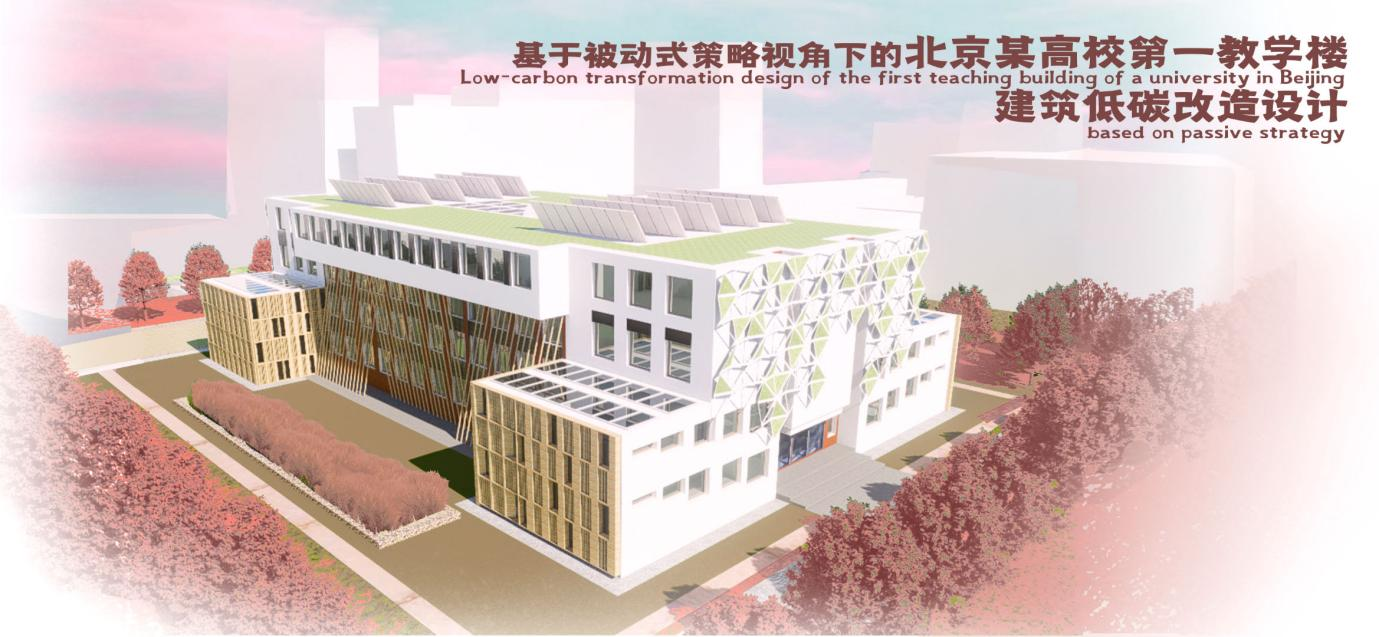 基于被动式策略视角下的北京某高校第一教学楼
Low-carbon transformation design of the first teaching building of a university in Beijing
建筑低碳改造设计
based on passive strategy